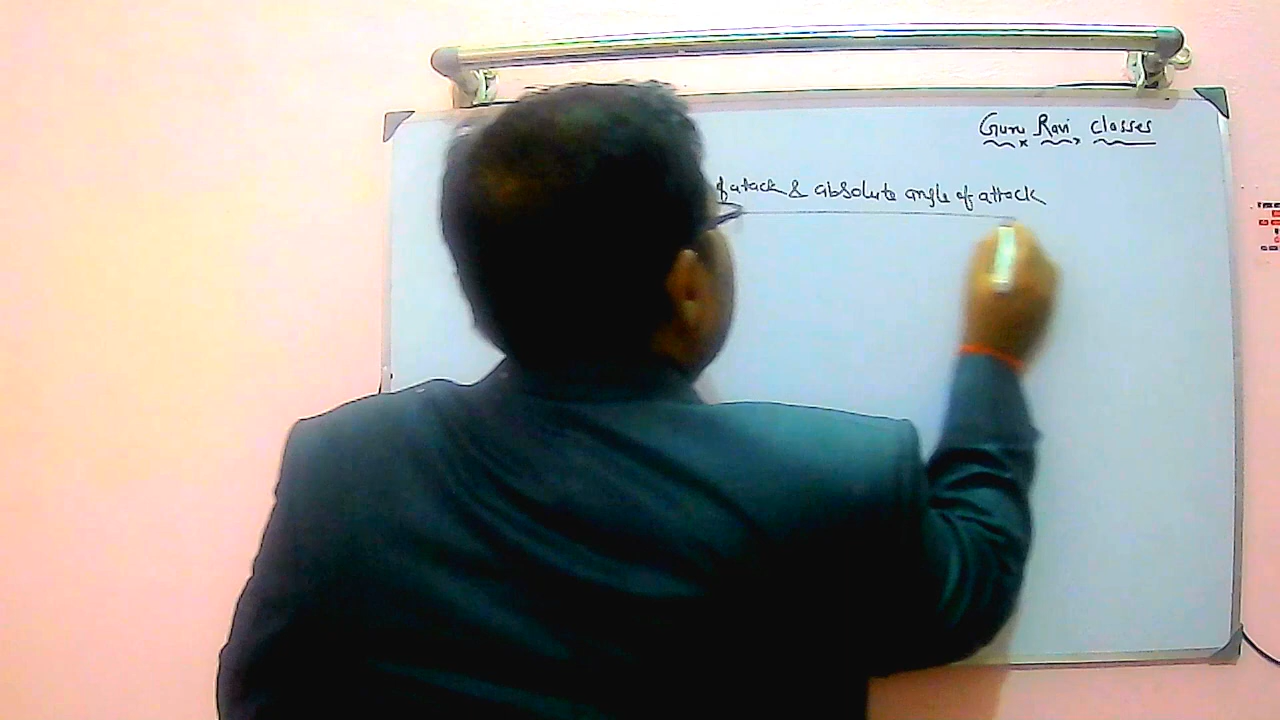 Guru Ravi classes
of attack & absolute angle of attack